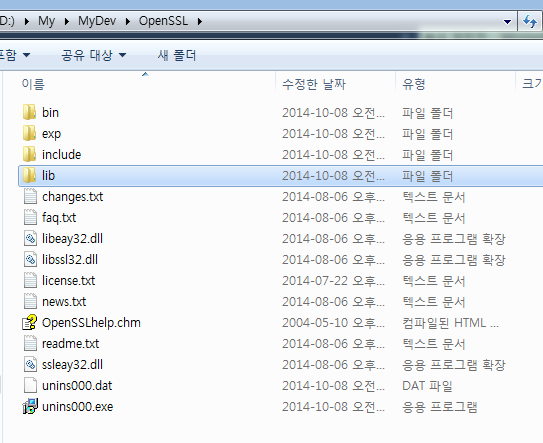 D:) ▸ My ▸ MyDev ▸ OpenSSL ▸
포함 ▾ 공유 대상 ▾ 새 폴더
이름 수정한 날짜 유형 크기
bin 2014-10-08 오전... 파일 폴더
exp 2014-10-08 오전... 파일 폴더
include 2014-10-08 오전... 파일 폴더
lib 2014-10-08 오전... 파일 폴더
changes.txt 2014-08-06 오후... 텍스트 문서
faq.txt 2014-08-06 오후... 텍스트 문서
libeay32.dll 2014-08-06 오후... 응용 프로그램 확장
libssl32.dll 2014-08-06 오후... 응용 프로그램 확장
license.txt 2014-07-22 오후... 텍스트 문서
news.txt 2014-08-06 오후... 텍스트 문서
OpenSSLhelp.chm 2004-05-10 오후... 컴파일된 HTML ...
readme.txt 2014-08-06 오후... 텍스트 문서
ssleay32.dll 2014-08-06 오후... 응용 프로그램 확장
unins000.dat 2014-10-08 오전... DAT 파일
unins000.exe 2014-10-08 오전... 응용 프로그램